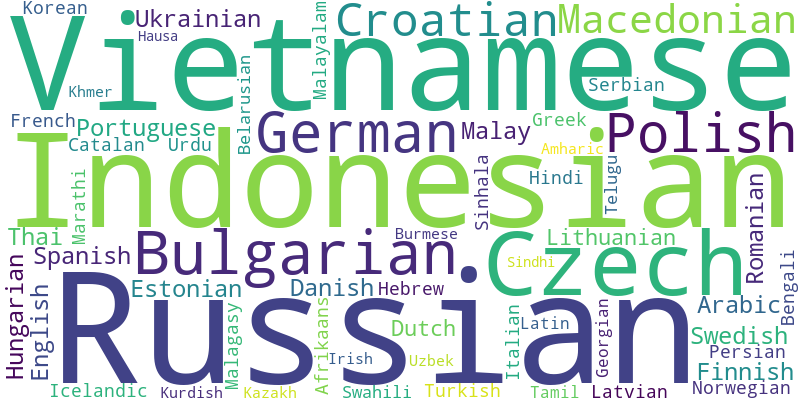 Korean
Ukrainian
Hausa
Vietnamese
Malayalam
Croatian
Macedonian
Khmer
Belarusian
Serbian
French
Portuguese
Catalan
Urdu
German
Malay
Greek
Polish
Amharic
Indonesian
Marathi
Sinhala
Hindi
Telugu
Thai
Spanish
Bulgarian
Burmese
Czech
Lithuanian
Sindhi
Romanian
Bengali
Hungarian
English
Russian
Estonian
Danish
Hebrew
Malagasy
Afrikaans
Dutch
Irish
Uzbek
Latin
Italian
Georgian
Arabic
Swedish
Persian
Finnish
Icelandic
Kurdish
Kazakh
Swahili
Turkish
Tamil
Latvian
Norwegian